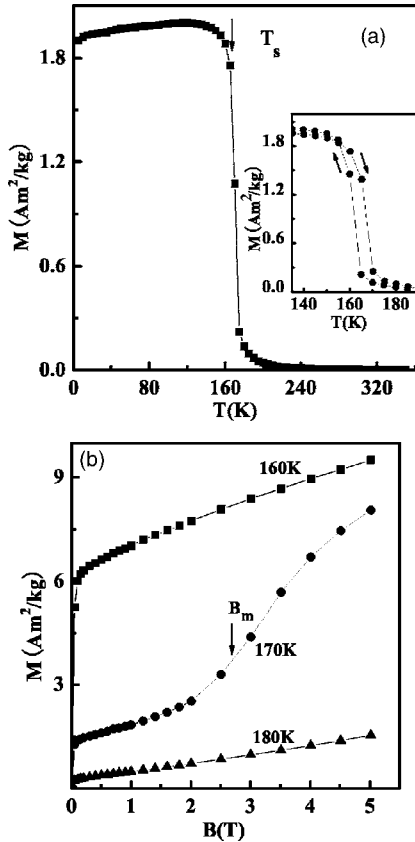 (a)
T_s
1.8
1.2
0.6
0.0
M (Am²/kg)
0 80 160 240 320
T(K)
1.8
1.2
0.6
0.0
M(Am²/kg)
140 160 180
T(K)
(b)
9
6
3
M (Am²/kg)
160K
B_m
170K
180K
0 1 2 3 4 5
B(T)